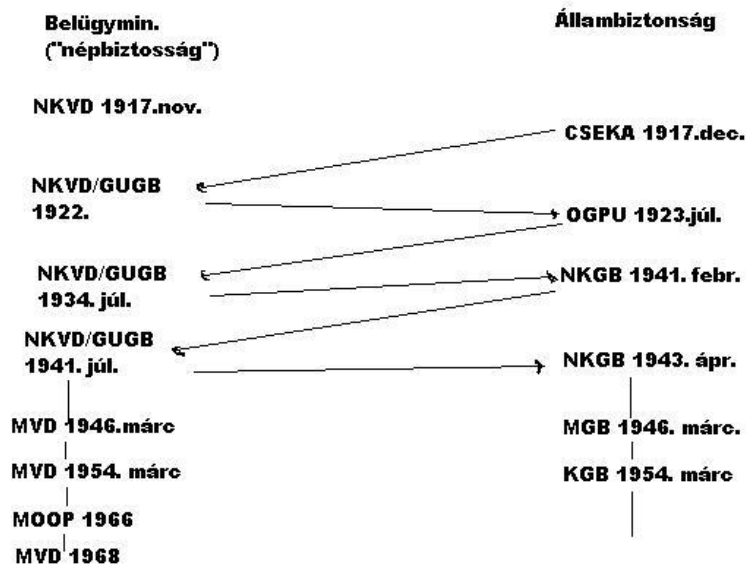 Belügymin.
("népbiztosság")
Állambiztonság
NKVD 1917.nov.
CSEKA 1917.dec.
NKVD/GUGB
1922.
OGPU 1923.júl.
NKVD/GUGB
1934. júl.
NKGB 1941. febr.
NKVD/GUGB
1941. júl.
NKGB 1943. ápr.
MVD 1946.márc
MGB 1946. márc.
MVD 1954. márc
KGB 1954. márc
MOOP 1966
MVD 1968